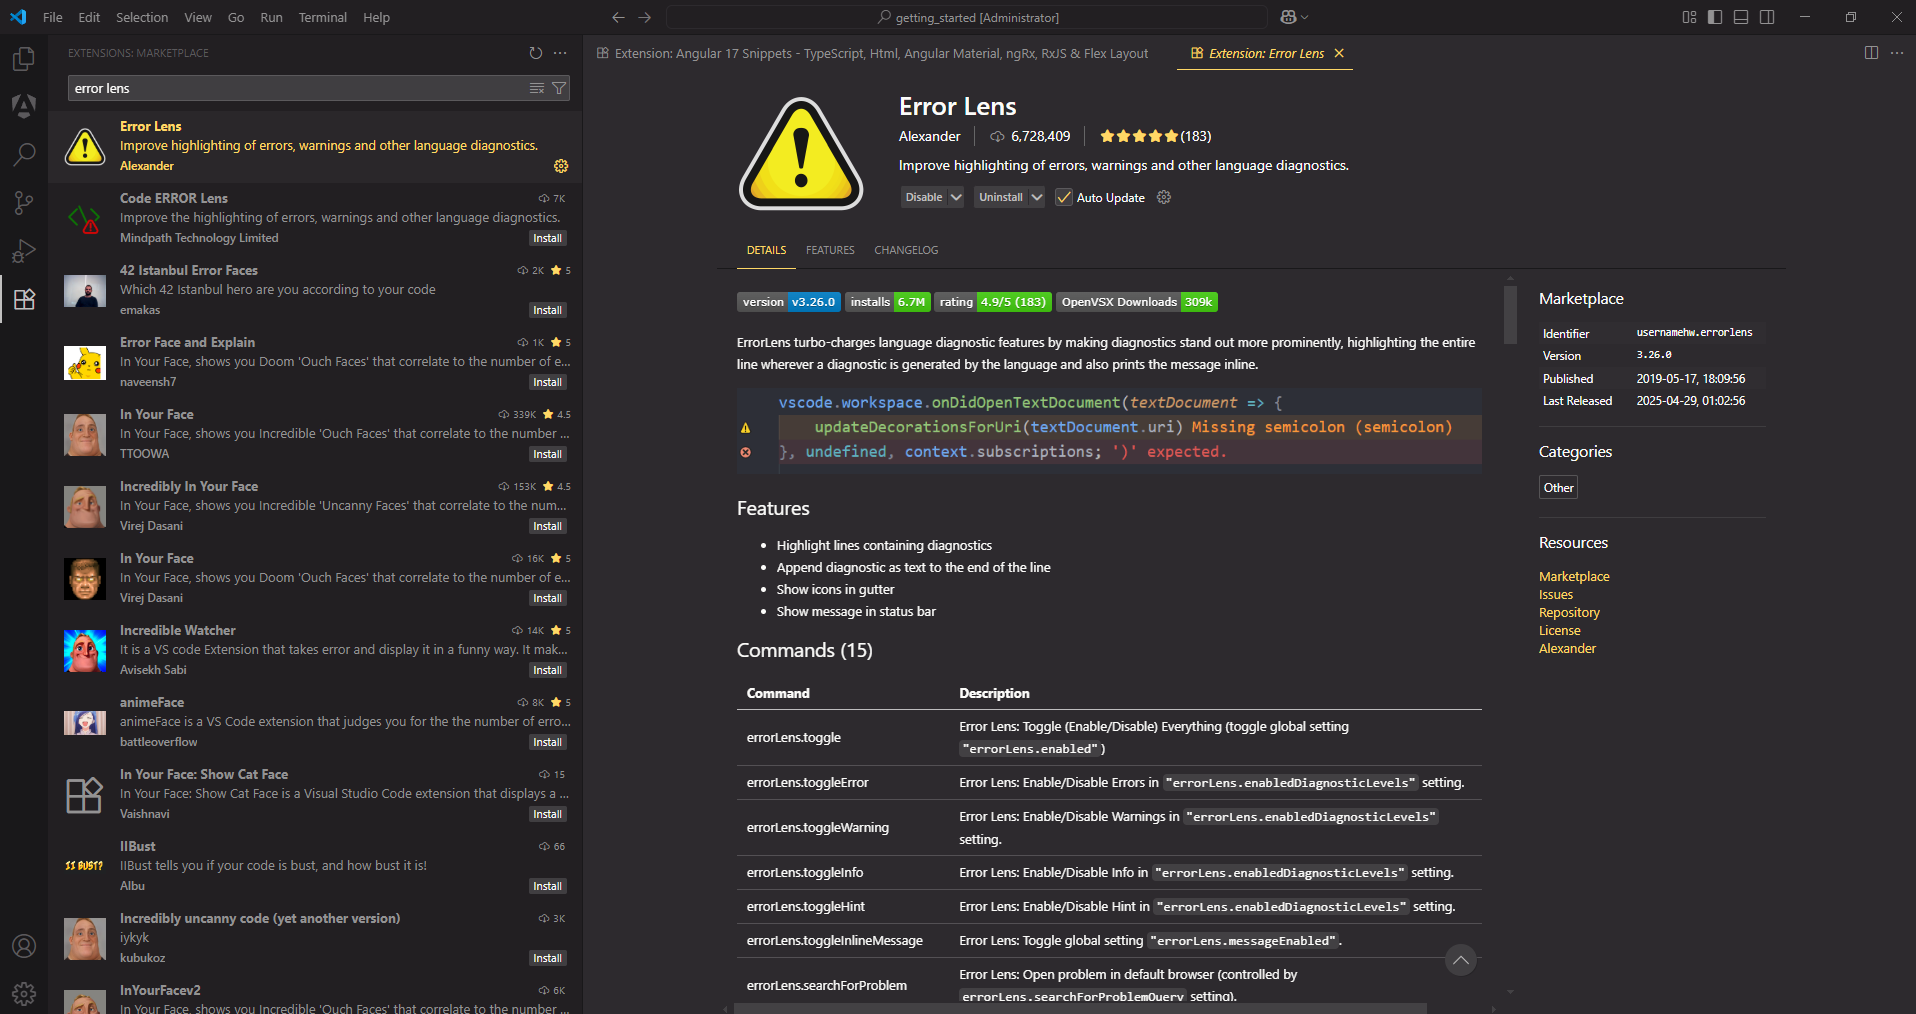 File Edit Selection View Go Run Terminal Help
getting_started [Administrator]
EXTENSIONS: MARKETPLACE
error lens
Error Lens
Improve highlighting of errors, warnings and other language diagnostics.
Alexander
Code ERROR Lens 7K
Improve the highlighting of errors, warnings and other language diagnostics.
Mindpath Technology Limited Install
42 Istanbul Error Faces 2K 5
Which 42 Istanbul hero are you according to your code
emakas Install
Error Face and Explain 1K 5
In Your Face, shows you Doom 'Ouch Faces' that correlate to the number of e...
naveensh7 Install
In Your Face 339K 4.5
In Your Face, shows you Incredible 'Ouch Faces' that correlate to the number ...
TTOOWA Install
Incredibly In Your Face 153K 4.5
In Your Face, shows you Incredible 'Uncanny Faces' that correlate to the num...
Virej Dasani Install
In Your Face 16K 5
In Your Face, shows you Doom 'Ouch Faces' that correlate to the number of e...
Virej Dasani Install
Incredible Watcher 14K 5
It is a VS code Extension that takes error and display it in a funny way. It mak...
Avisekh Sabi Install
animeFace 8K 5
animeFace is a VS Code extension that judges you for the the number of erro...
battleoverflow Install
In Your Face: Show Cat Face 15
In Your Face: Show Cat Face is a Visual Studio Code extension that displays a ...
Vaishnavi Install
II BUST?
IIBust 66
IIBust tells you if your code is bust, and how bust it is!
Albu Install
Incredibly uncanny code (yet another version) 3K
iykyk
kubukoz Install
InYourFacev2 6K
In Your Face, shows you Incredible 'Ouch Faces' that correlate to the number ...
Extension: Angular 17 Snippets - TypeScript, Html, Angular Material, ngRx, RxJS & Flex Layout
Extension: Error Lens
Error Lens
Alexander 6,728,409 (183)
Improve highlighting of errors, warnings and other language diagnostics.
Disable Uninstall Auto Update
DETAILS FEATURES CHANGELOG
version v3.26.0 installs 6.7M rating 4.9/5 (183) OpenVSX Downloads 309k
ErrorLens turbo-charges language diagnostic features by making diagnostics stand out more prominently, highlighting the entire
line wherever a diagnostic is generated by the language and also prints the message inline.
vscode.workspace.onDidOpenTextDocument(textDocument => {
updateDecorationsForUri(textDocument.uri) Missing semicolon (semicolon)
}, undefined, context.subscriptions; ')' expected.
Features
• Highlight lines containing diagnostics
• Append diagnostic as text to the end of the line
• Show icons in gutter
• Show message in status bar
Commands (15)
Command Description
errorLens.toggle Error Lens: Toggle (Enable/Disable) Everything (toggle global setting
"errorLens.enabled" )
errorLens.toggleError Error Lens: Enable/Disable Errors in "errorLens.enabledDiagnosticLevels" setting.
errorLens.toggleWarning Error Lens: Enable/Disable Warnings in "errorLens.enabledDiagnosticLevels"
setting.
errorLens.toggleInfo Error Lens: Enable/Disable Info in "errorLens.enabledDiagnosticLevels" setting.
errorLens.toggleHint Error Lens: Enable/Disable Hint in "errorLens.enabledDiagnosticLevels" setting.
errorLens.toggleInlineMessage Error Lens: Toggle global setting "errorLens.messageEnabled".
errorLens.searchForProblem Error Lens: Open problem in default browser (controlled by
errorLens.searchForProblemQuery setting).
Marketplace
Identifier usernamehw.errorlens
Version 3.26.0
Published 2019-05-17, 18:09:56
Last Released 2025-04-29, 01:02:56
Categories
Other
Resources
Marketplace
Issues
Repository
License
Alexander